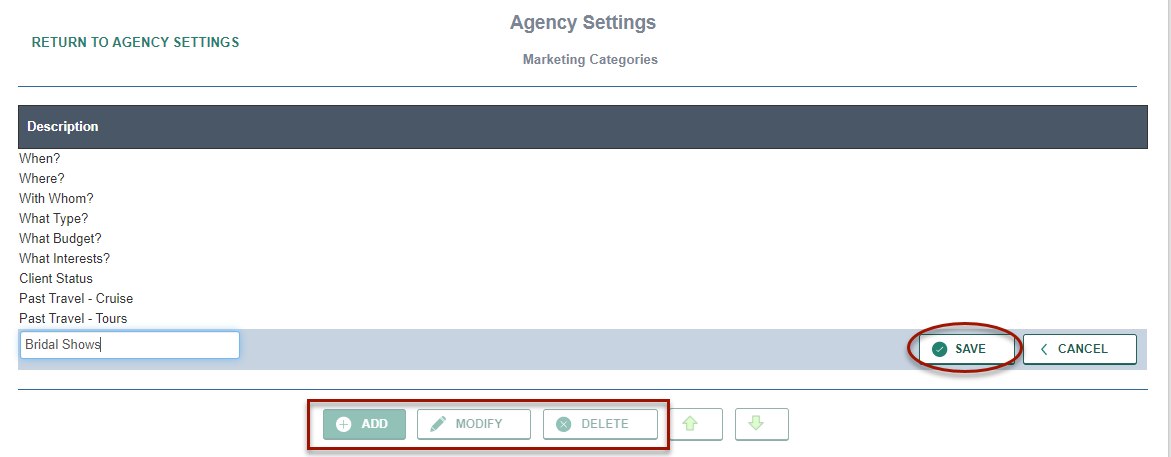 Agency Settings
RETURN TO AGENCY SETTINGS
Marketing Categories
Description
When?
Where?
With Whom?
What Type?
What Budget?
What Interests?
Client Status
Past Travel - Cruise
Past Travel - Tours
Bridal Shows
SAVE
CANCEL
ADD
MODIFY
DELETE